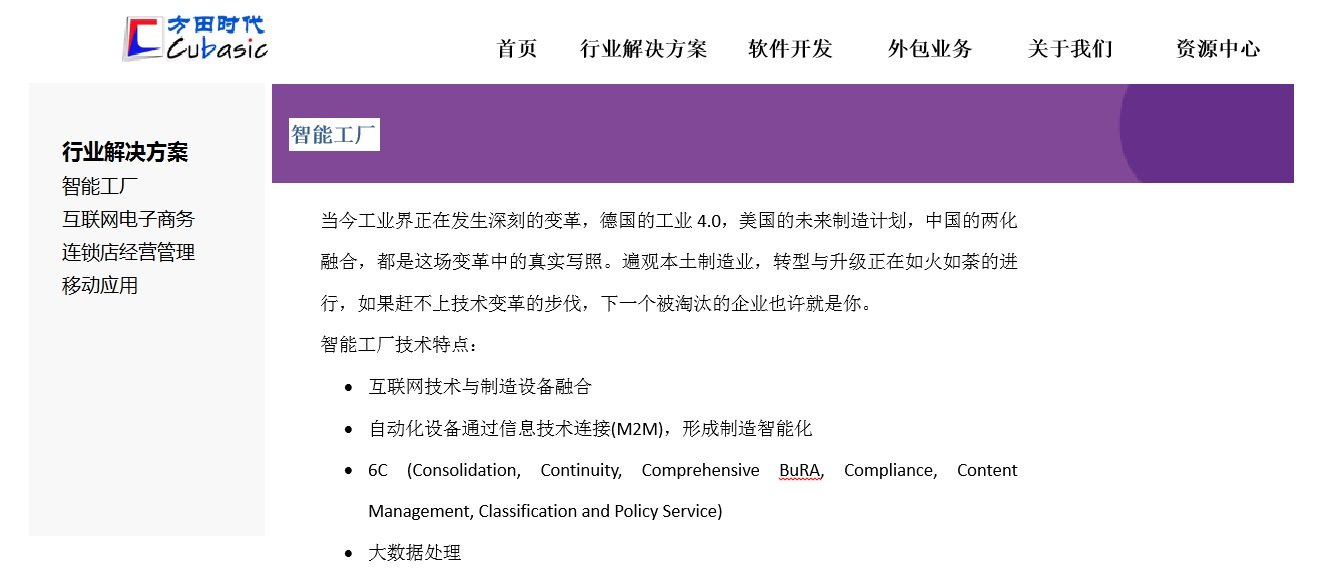 方田时代
Cubasic
首页 行业解决方案 软件开发 外包业务 关于我们 资源中心
行业解决方案
智能工厂
互联网电子商务
连锁店经营管理
移动应用
智能工厂
当今工业界正在发生深刻的变革，德国的工业 4.0，美国的未来制造计划，中国的两化
融合，都是这场变革中的真实写照。遍观本土制造业，转型与升级正在如火如荼的进
行，如果赶不上技术变革的步伐，下一个被淘汰的企业也许就是你。
智能工厂技术特点：
● 互联网技术与制造设备融合
● 自动化设备通过信息技术连接(M2M)，形成制造智能化
● 6C (Consolidation, Continuity, Comprehensive BuRA, Compliance, Content
Management, Classification and Policy Service)
● 大数据处理